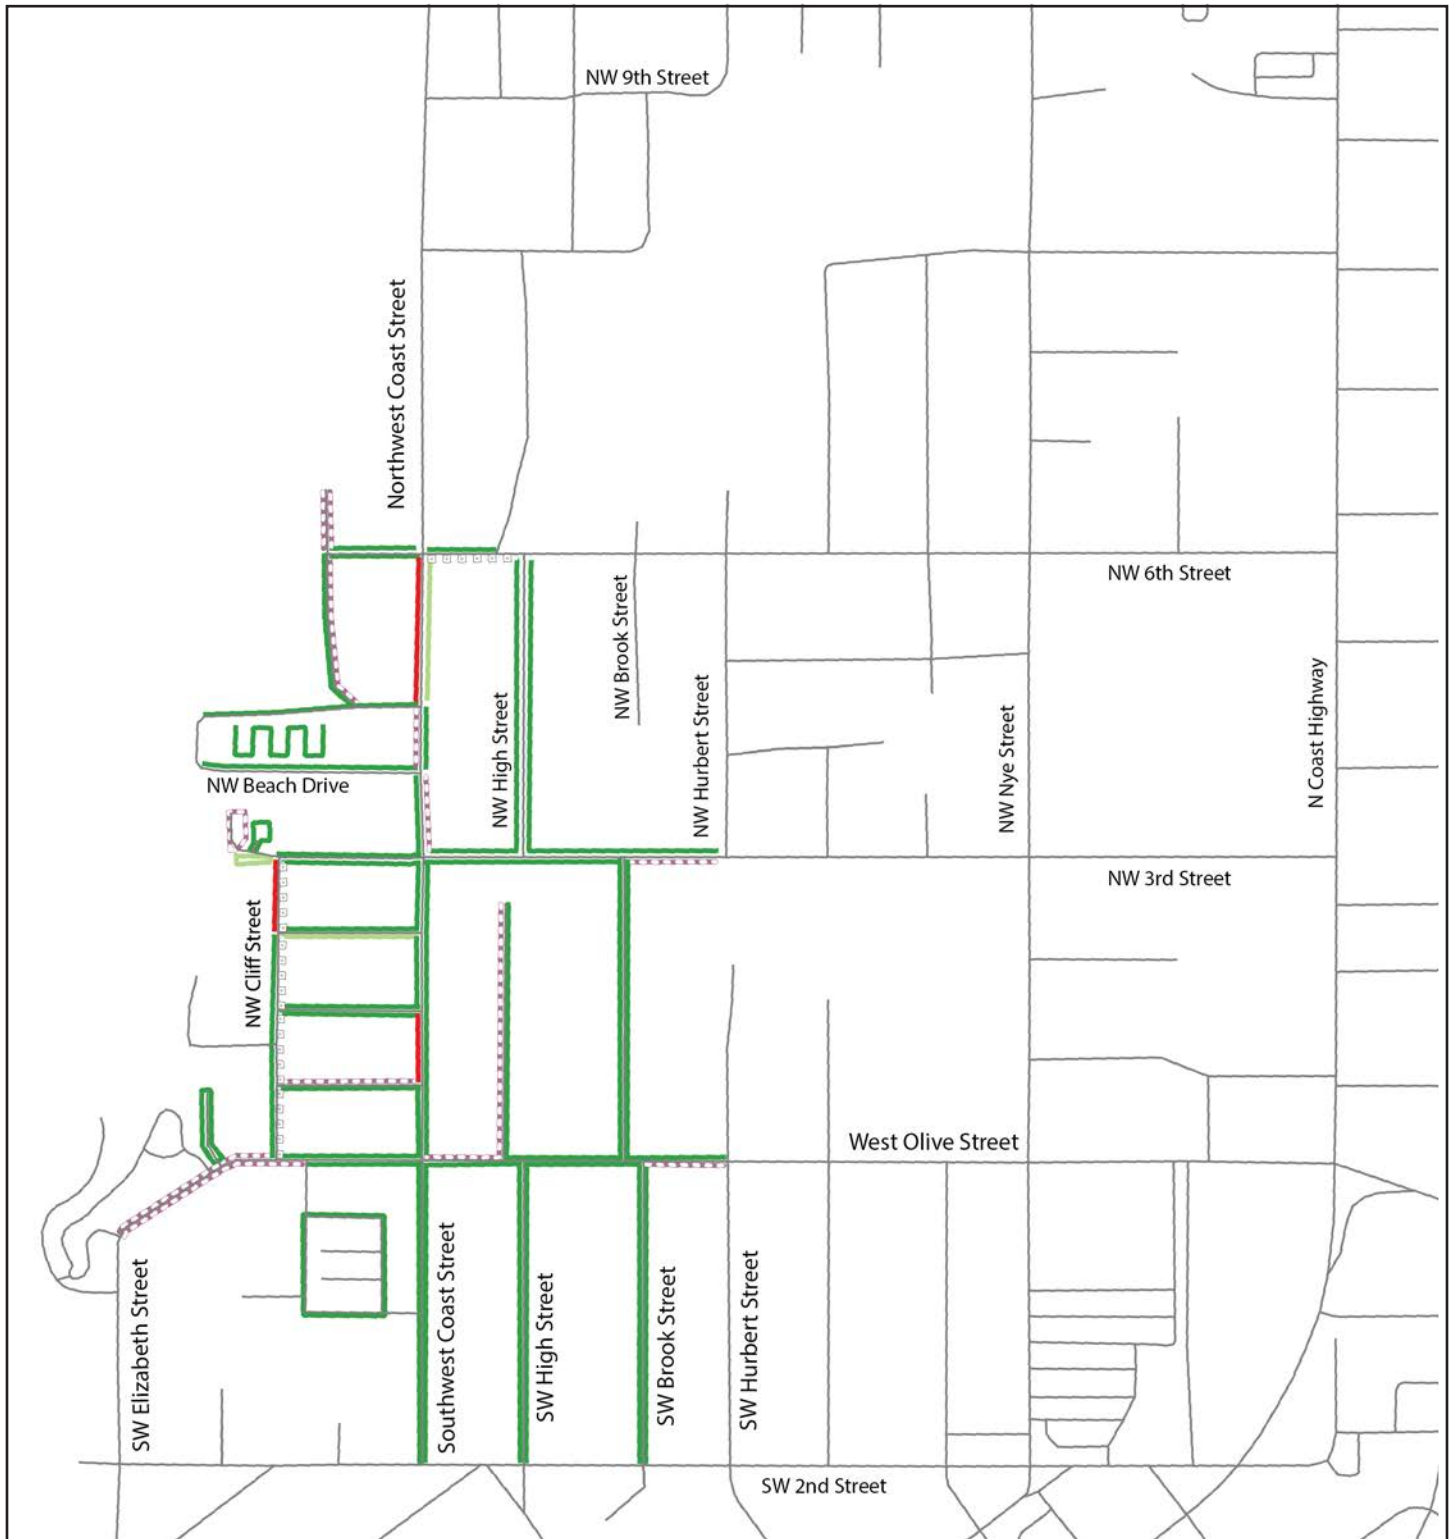 NW 9th Street
Northwest Coast Street
NW 6th Street
NW Brook Street
NW High Street
NW Hurbert Street
NW Nye Street
N Coast Highway
NW Beach Drive
NW 3rd Street
NW Cliff Street
West Olive Street
SW Elizabeth Street
Southwest Coast Street
SW High Street
SW Brook Street
SW Hurbert Street
SW 2nd Street